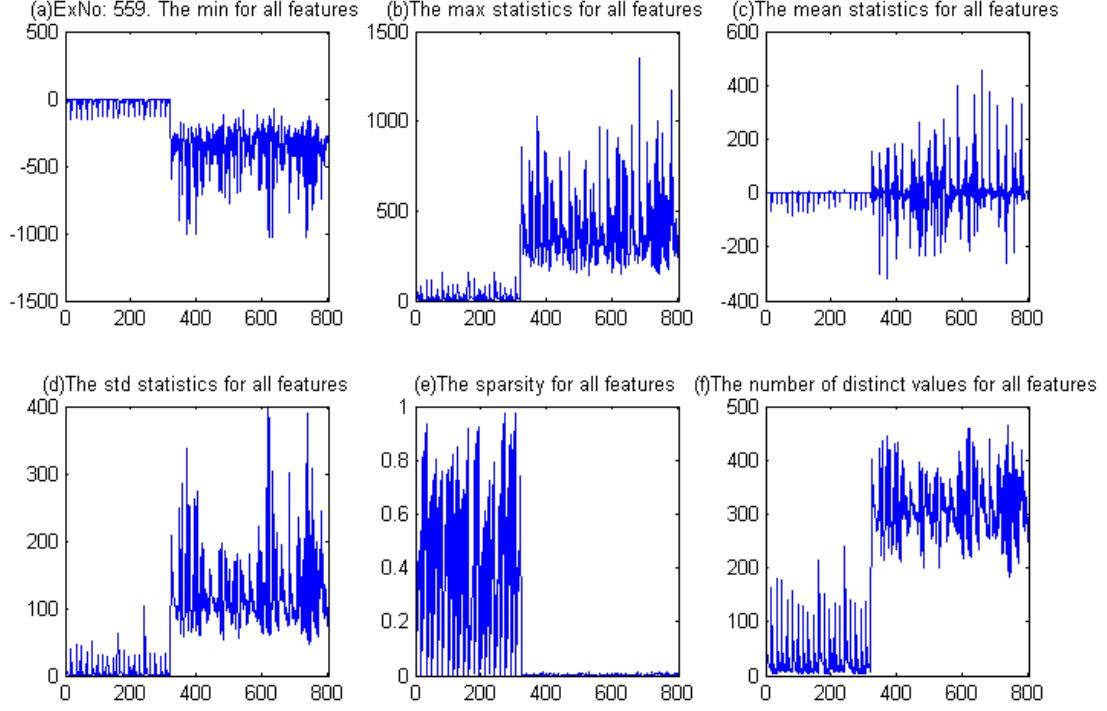 (a)ExNo: 559. The min for all features
(b)The max statistics for all features
(c)The mean statistics for all features
500
0
-500
-1000
-1500
0 200 400 600 800
1500
1000
500
0
0 200 400 600 800
600
400
200
0
-200
-400
0 200 400 600 800
(d)The std statistics for all features
(e)The sparsity for all features
(f)The number of distinct values for all features
400
300
200
100
0
0 200 400 600 800
1
0.8
0.6
0.4
0.2
0
0 200 400 600 800
500
400
300
200
100
0
0 200 400 600 800